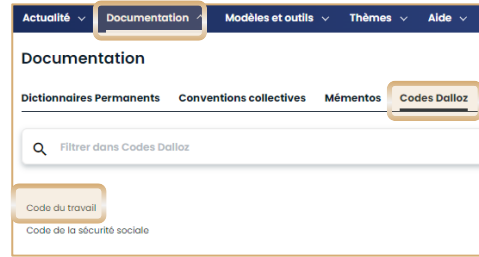 Actualité Documentation Modèles et outils Thèmes Aide
Documentation
Dictionnaires Permanents Conventions collectives Mémentos Codes Dalloz
Filtrer dans Codes Dalloz
Code du travail
Code de la sécurité sociale